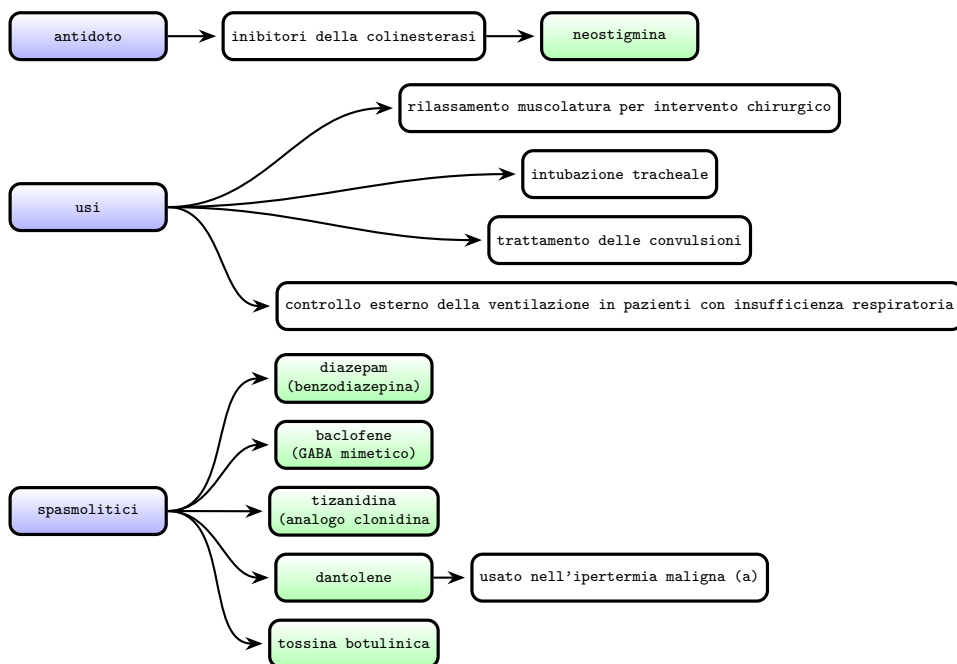 antidoto
inibitori della colinesterasi
neostigmina
rilassamento muscolatura per intervento chirurgico
intubazione tracheale
usi
trattamento delle convulsioni
controllo esterno della ventilazione in pazienti con insufficienza respiratoria
diazepam
(benzodiazepina)
baclofene
(GABA mimetico)
spasmolitici
tizanidina
(analogo clonidina
dantolene
usato nell'ipertermia maligna (a)
tossina botulinica